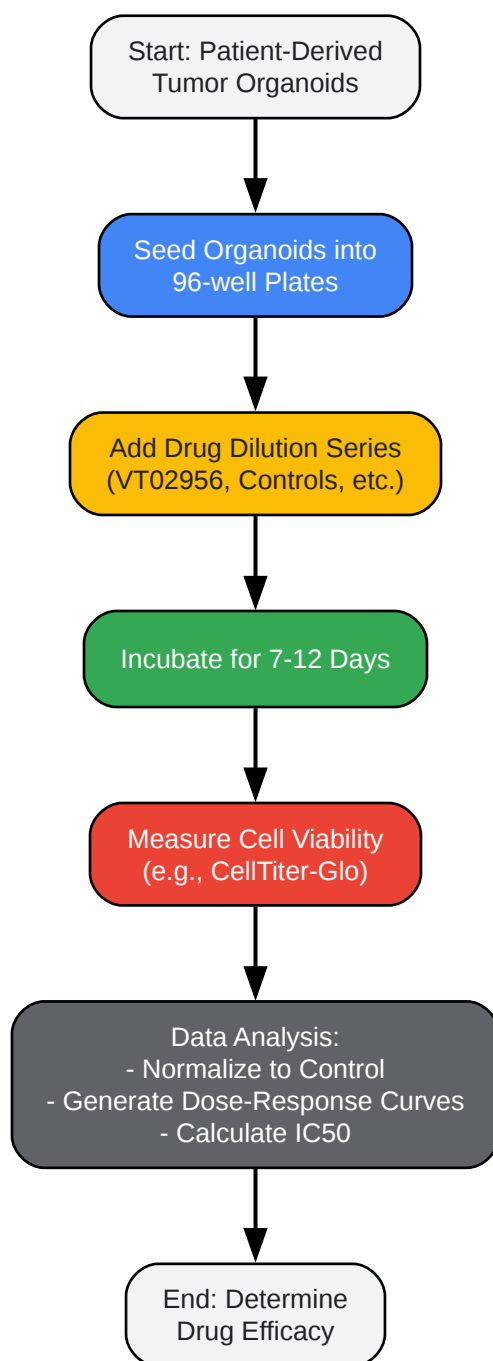 Start: Patient-Derived
Tumor Organoids
Seed Organoids into
96-well Plates
Add Drug Dilution Series
(VT02956, Controls, etc.)
Incubate for 7-12 Days
Measure Cell Viability
(e.g., CellTiter-Glo)
Data Analysis:
- Normalize to Control
- Generate Dose-Response Curves
- Calculate IC50
End: Determine
Drug Efficacy